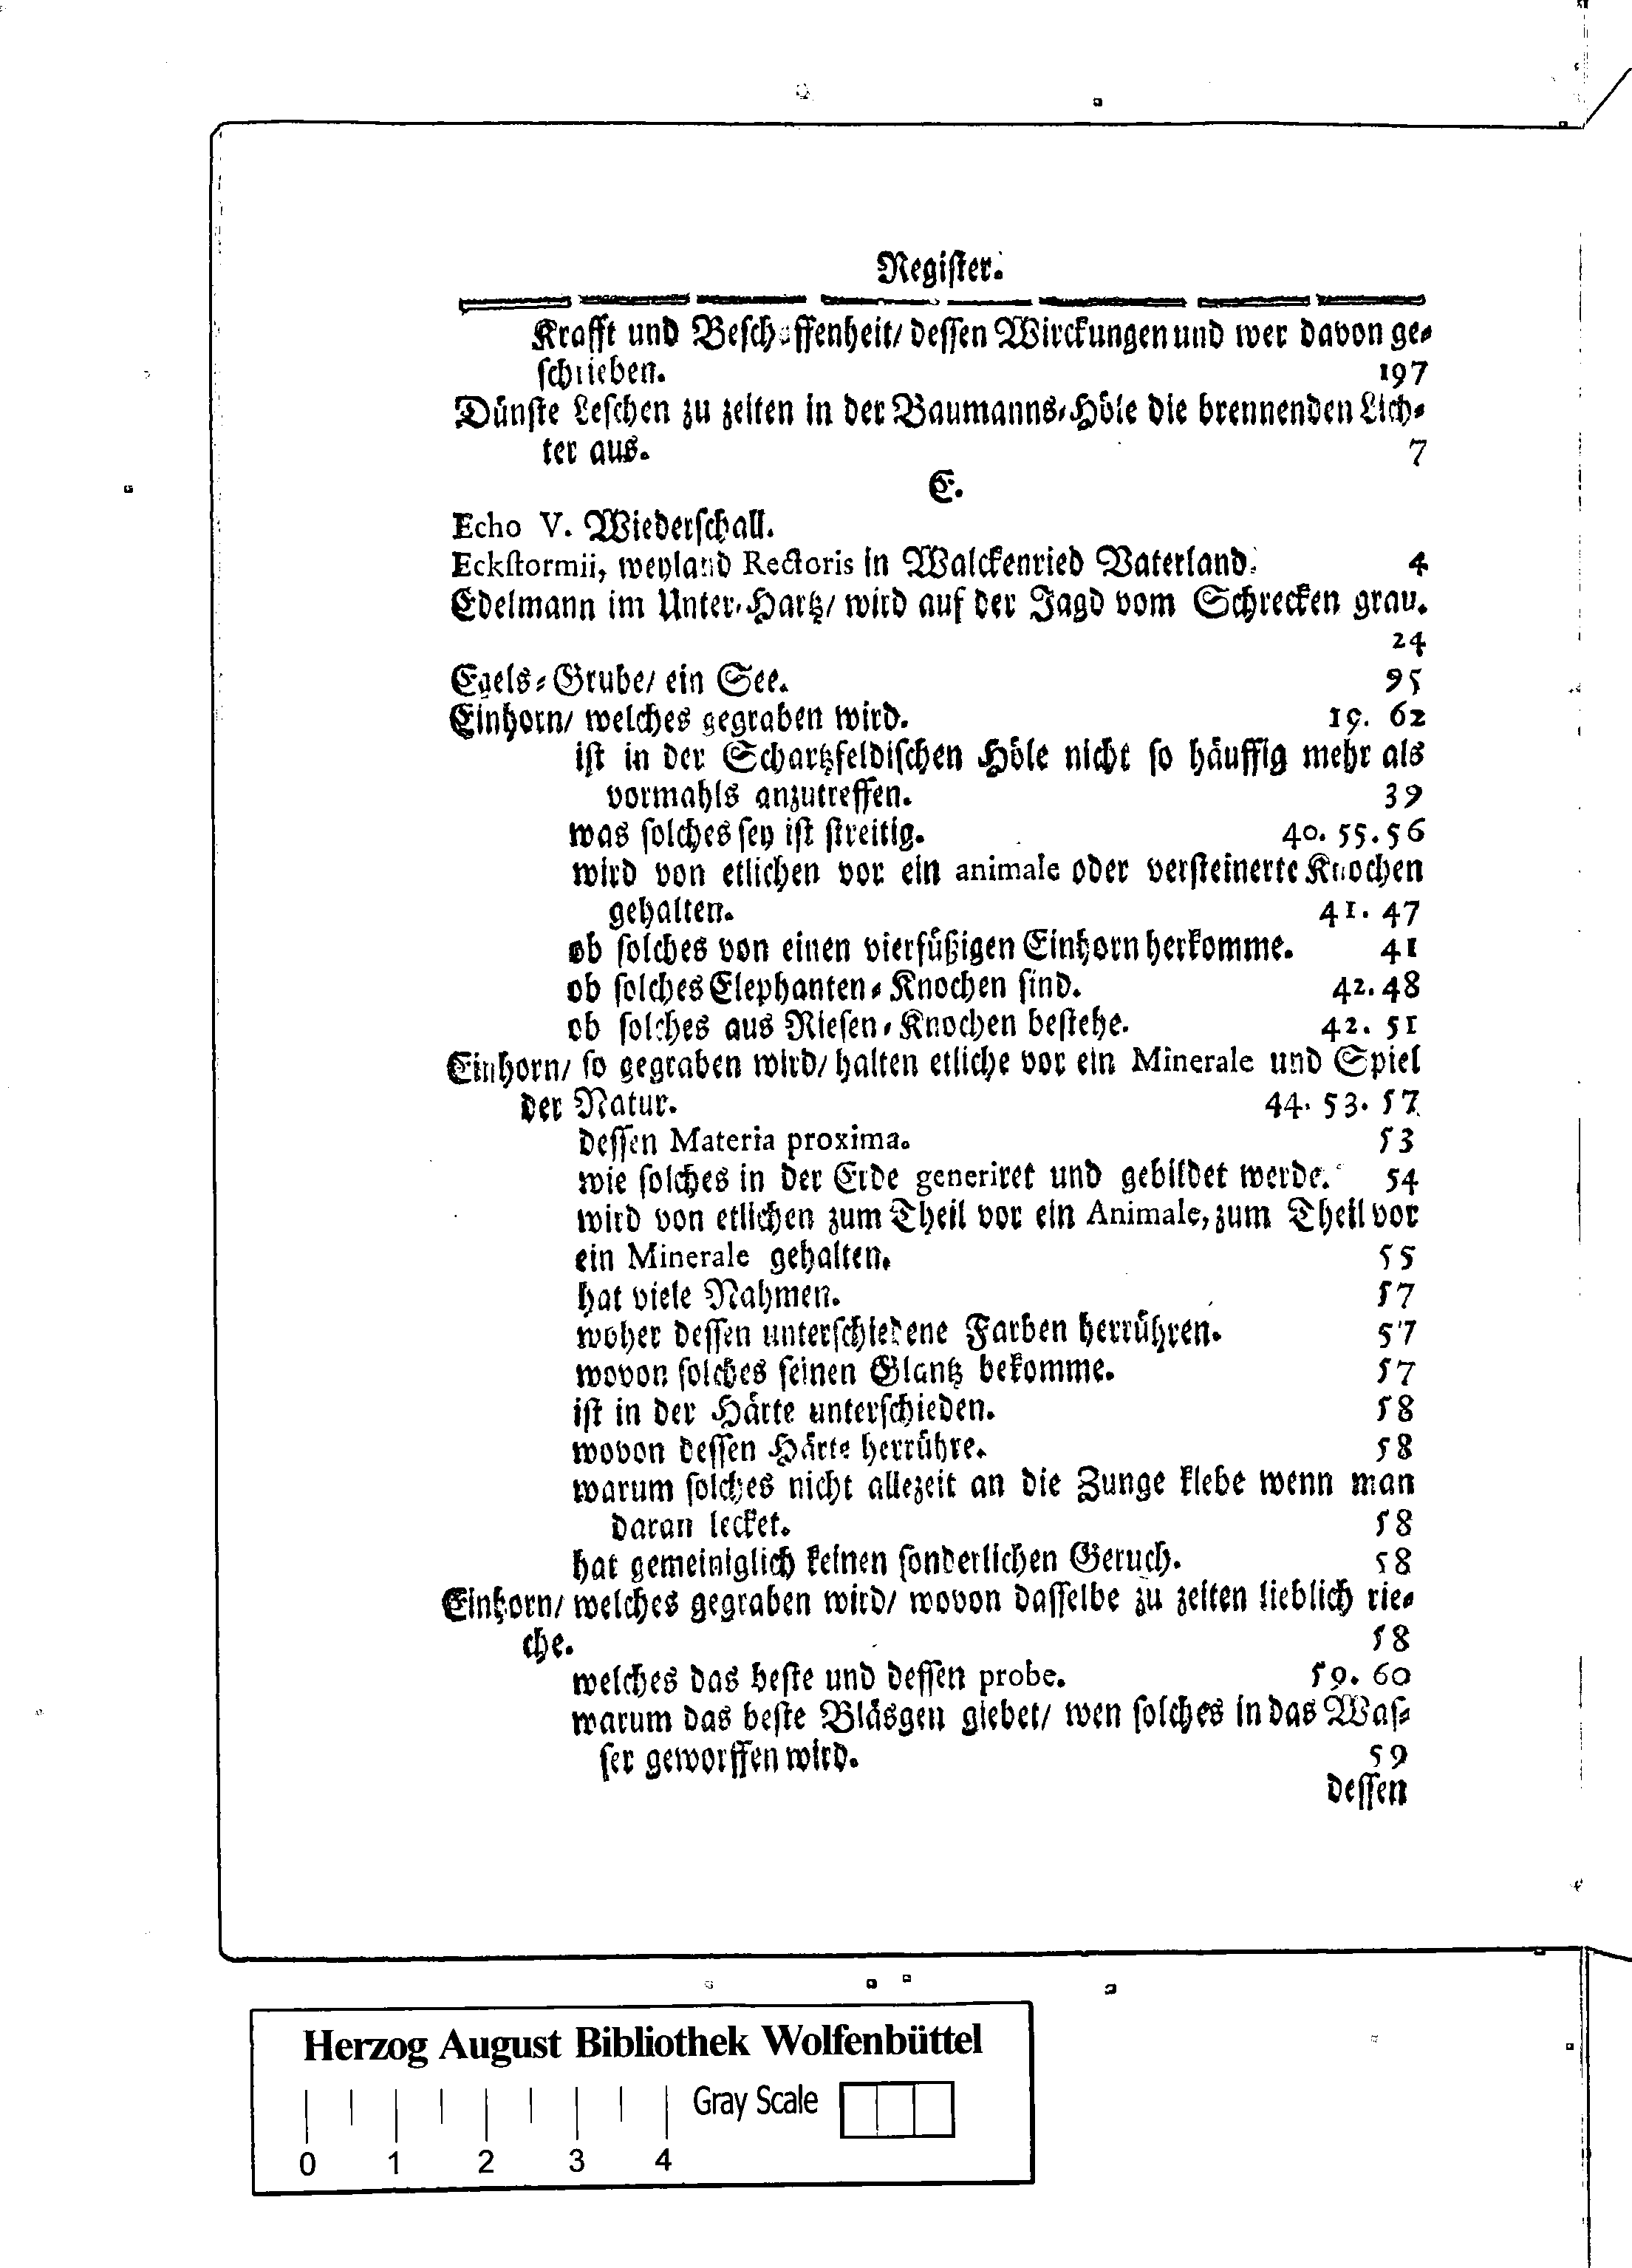 Register.
Krafft und Beschaffenheit/ dessen Wirckungen und wer davon ge-
schrieben. 197
Dünste Leschen zu zeiten in der Baumanns-Höle die brennenden Lich-
ter aus. 7
E.
Echo V. Wiederschall.
Eckstormii, weyland Rectoris in Walckenried Vaterland. 4
Edelmann im Unter-Hartz/ wird auf der Jagd vom Schrecken grau.
24
Egels-Grube/ ein See. 95
Einhorn/ welches gegraben wird. 19. 62
ist in der Schartzfeldischen Höle nicht so häuffig mehr als
vormahls anzutreffen. 39
was solches sey ist streitig. 40. 55. 56
wird von etlichen vor ein animale oder versteinerte Knochen
gehalten. 41. 47
ob solches von einen vierfüßigen Einhorn herkomme. 41
ob solches Elephanten-Knochen sind. 42. 48
ob solches aus Riesen-Knochen bestehe. 42. 51
Einhorn/ so gegraben wird/ halten etliche vor ein Minerale und Spiel
der Natur. 44. 53. 57
dessen Materia proxima. 53
wie solches in der Erde generiret und gebildet werde. 54
wird von etlichen zum Theil vor ein Animale, zum Theil vor
ein Minerale gehalten. 55
hat viele Nahmen. 57
woher dessen unterschiedene Farben herrühren. 57
wovon solches seinen Glantz bekomme. 57
ist in der Härte unterschieden. 58
wovon dessen Härte herrühre. 58
warum solches nicht allezeit an die Zunge klebe wenn man
daran lecket. 58
hat gemeiniglich keinen sonderlichen Geruch. 58
Einhorn/ welches gegraben wird/ wovon dasselbe zu zeiten lieblich rie-
che. 58
welches das beste und dessen probe. 59. 60
warum das beste Bläsgen giebet/ wen solches in das Was-
ser geworffen wird. 59
dessen
Herzog August Bibliothek Wolfenbüttel
Gray Scale
0 1 2 3 4